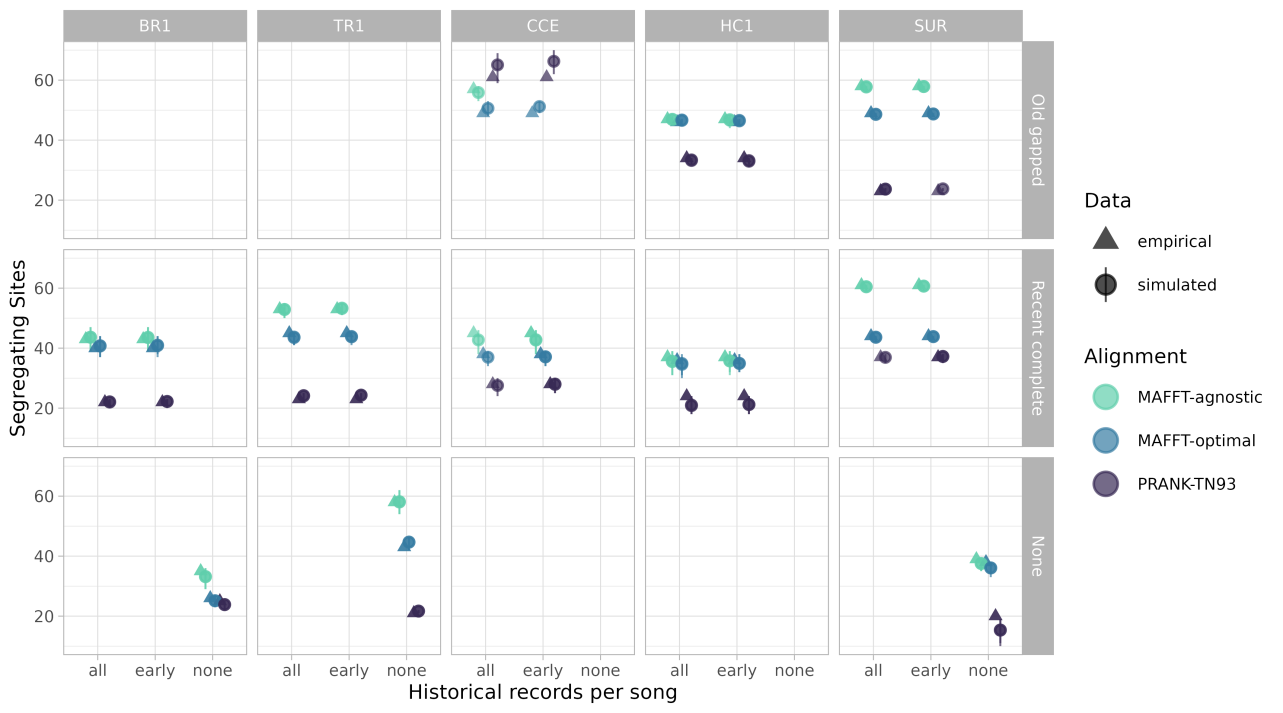 BR1 TR1 CCE HC1 SUR
60
40
20
Old gapped
60
40
20
Recent complete
60
40
20
None
all early none all early none all early none all early none all early none
Historical records per song
Segregating Sites
Data
empirical
simulated
Alignment
MAFFT-agnostic
MAFFT-optimal
PRANK-TN93